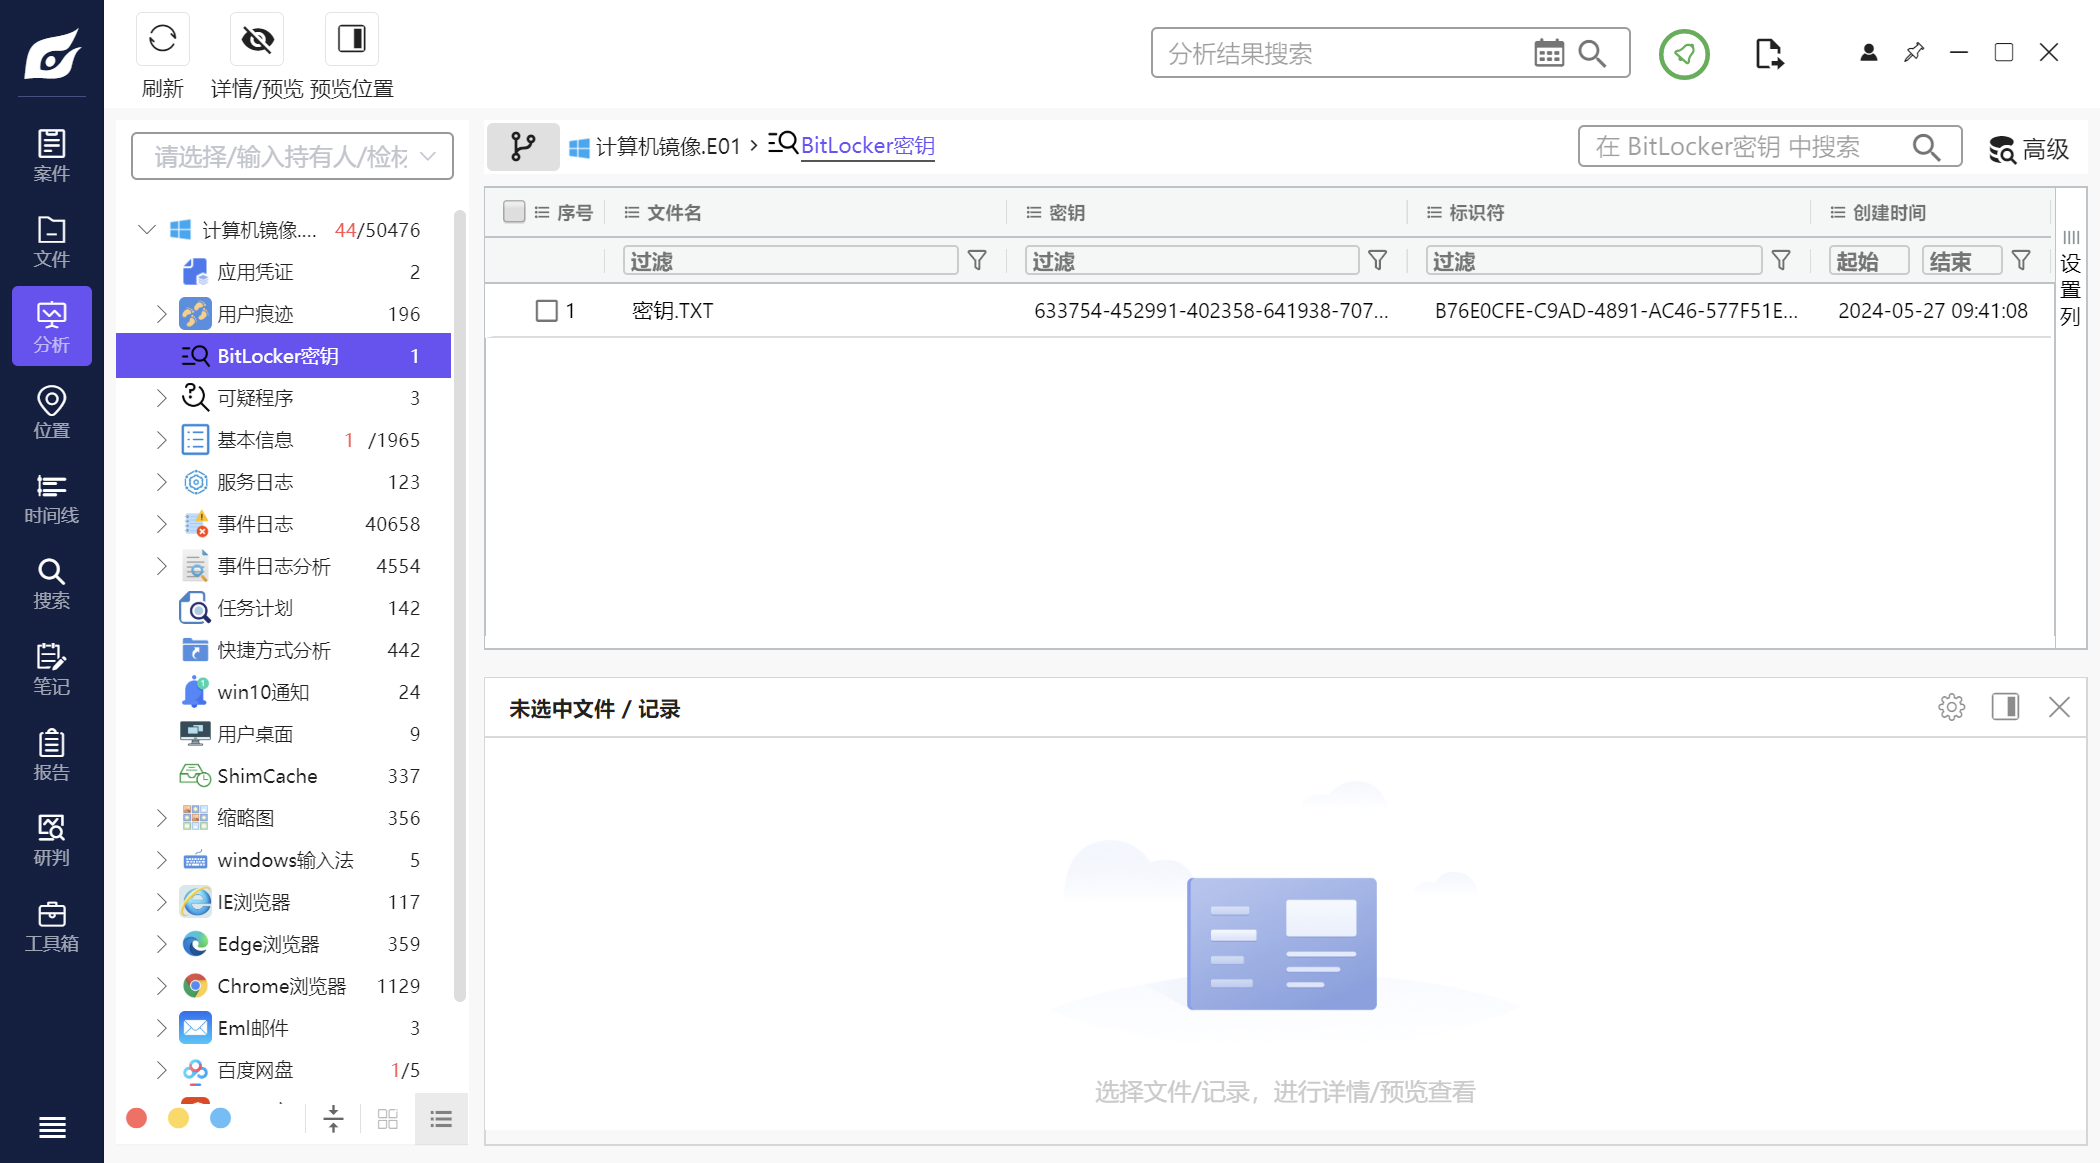 刷新
详情/预览
预览位置
分析结果搜索
案件
文件
分析
位置
时间线
搜索
笔记
报告
研判
工具箱
请选择/输入持有人/检材
计算机镜像.... 44/50476
应用凭证 2
用户痕迹 196
BitLocker密钥 1
可疑程序 3
基本信息 1 /1965
服务日志 123
事件日志 40658
事件日志分析 4554
任务计划 142
快捷方式分析 442
win10通知 24
用户桌面 9
ShimCache 337
缩略图 356
windows输入法 5
IE浏览器 117
Edge浏览器 359
Chrome浏览器 1129
Eml邮件 3
百度网盘 1/5
计算机镜像.E01 > BitLocker密钥
在 BitLocker密钥 中搜索
高级
序号 文件名 密钥 标识符 创建时间
过滤 过滤 过滤 起始 结束
1 密钥.TXT 633754-452991-402358-641938-707... B76E0CFE-C9AD-4891-AC46-577F51E... 2024-05-27 09:41:08
设置列
未选中文件 / 记录
选择文件/记录，进行详情/预览查看